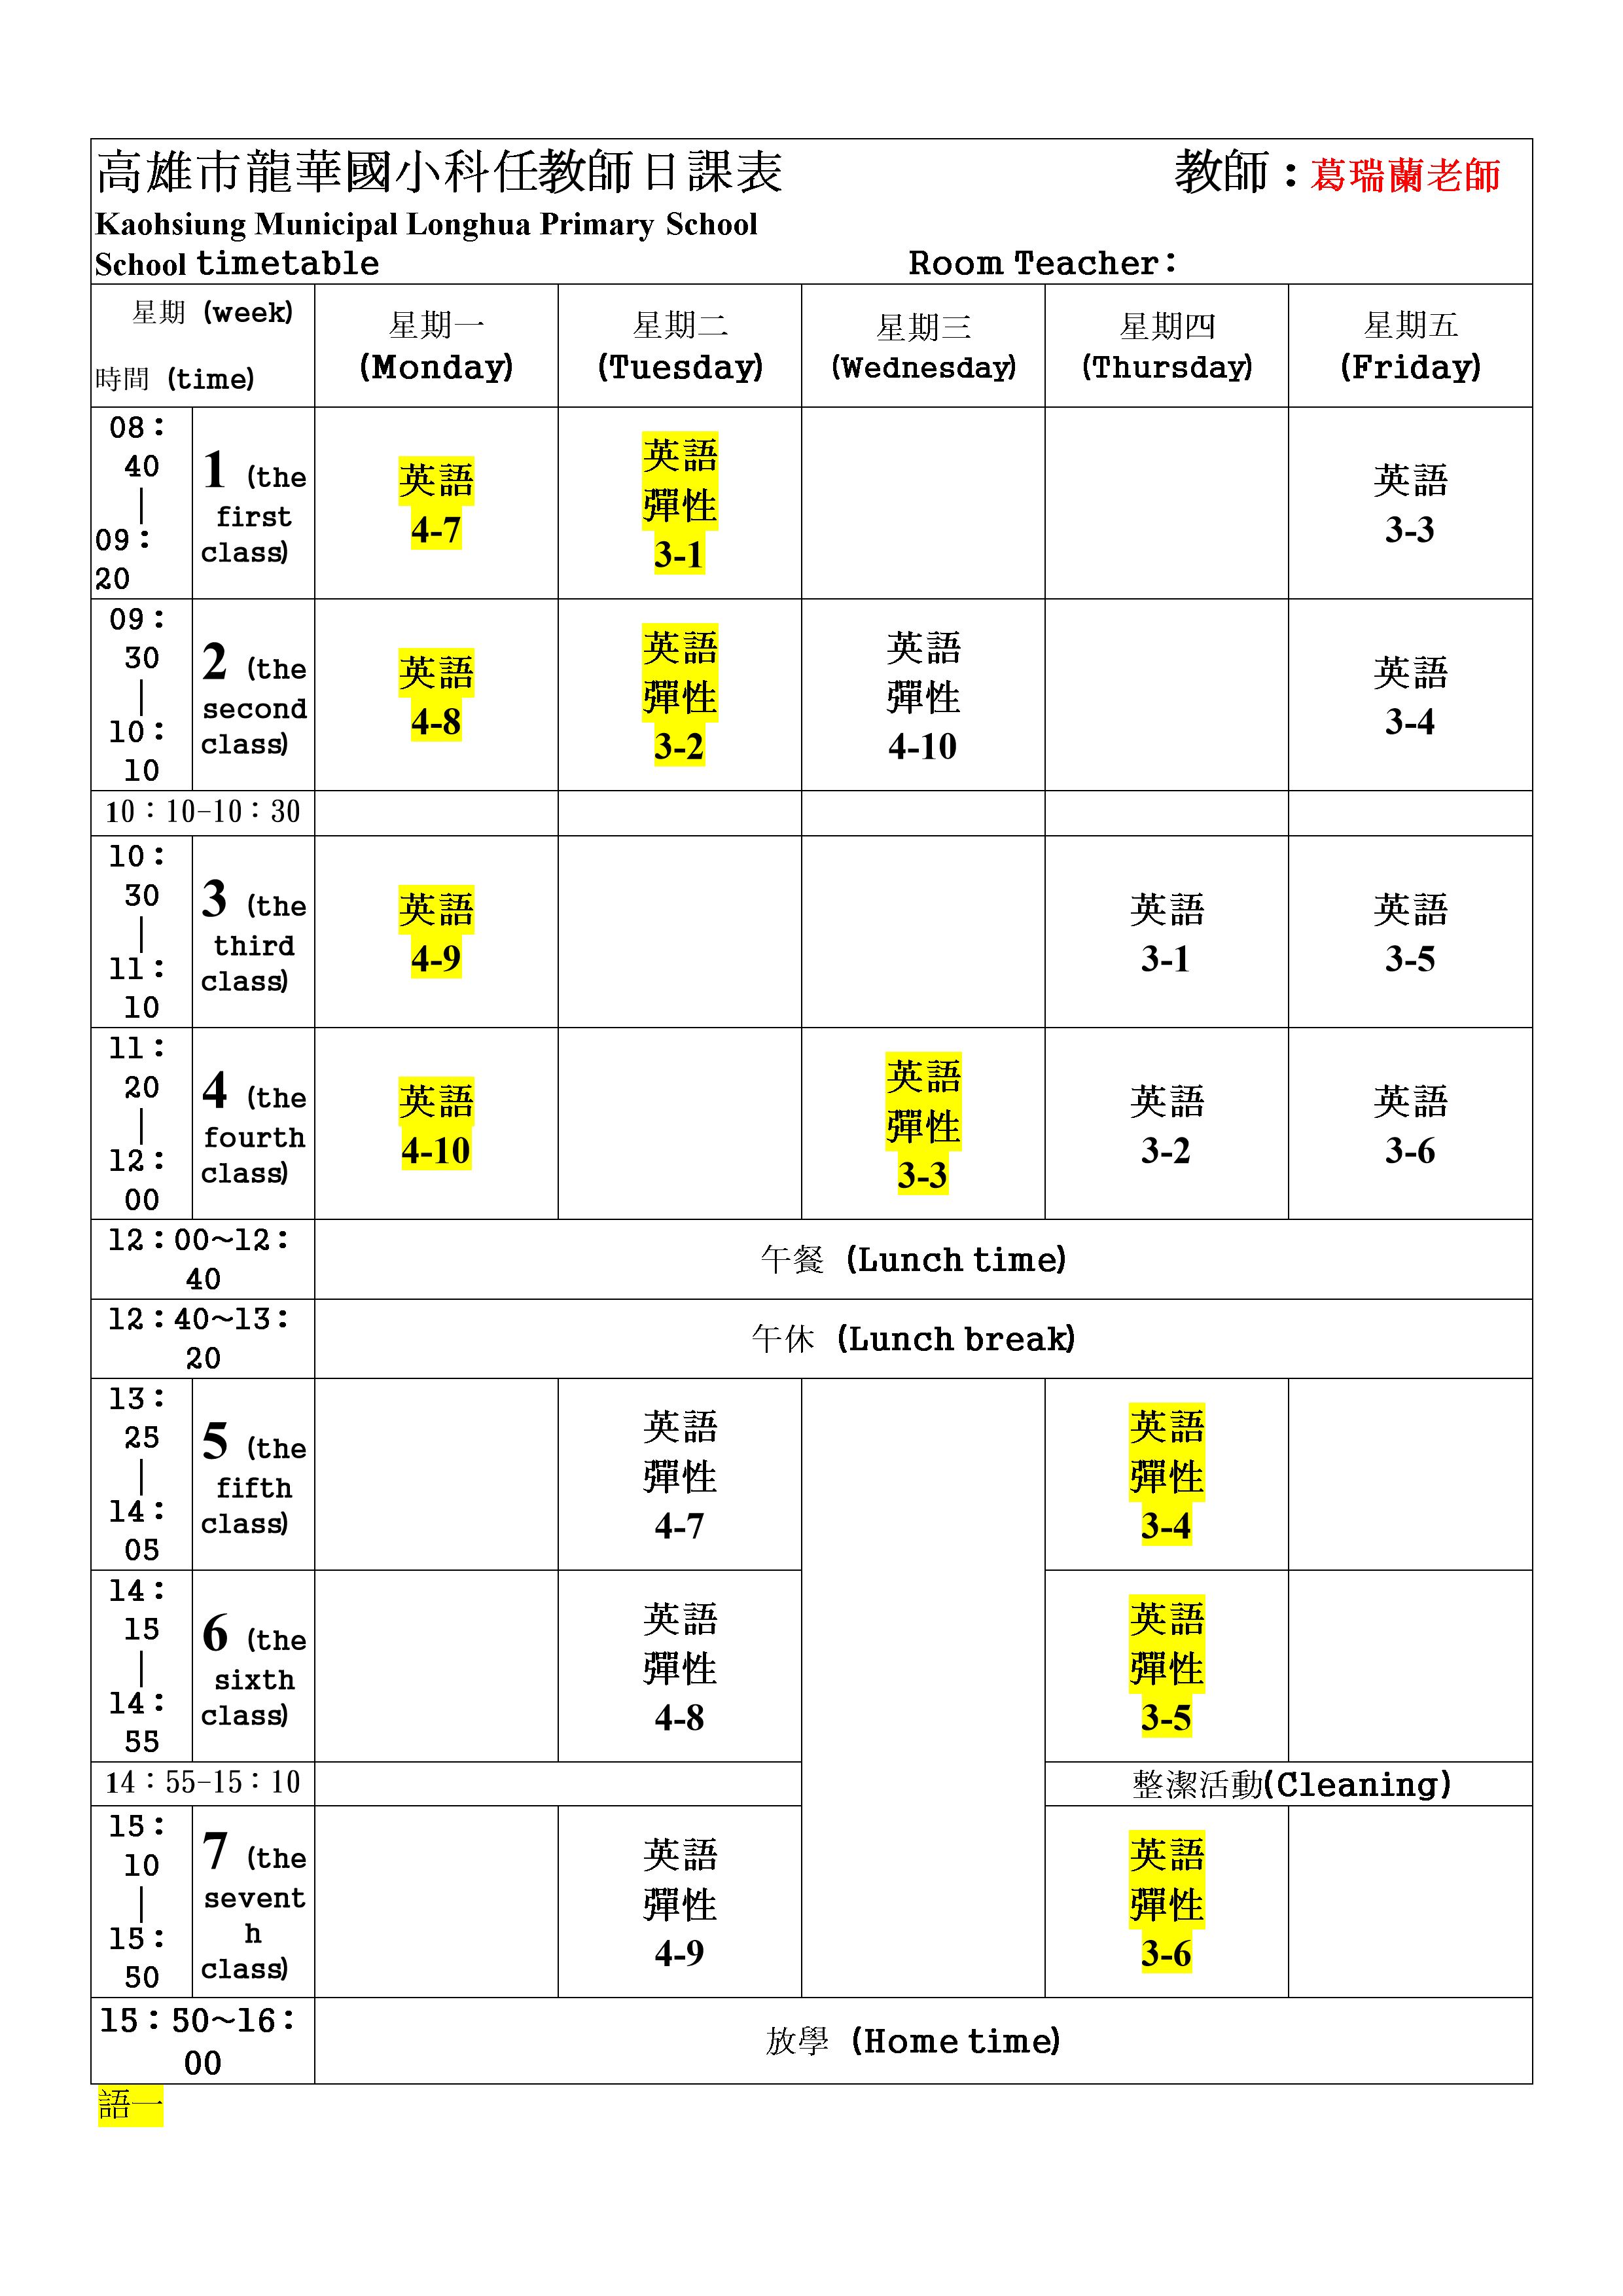 高雄市龍華國小科任教師日課表 教師：葛瑞蘭老師
Kaohsiung Municipal Longhua Primary School
School timetable Room Teacher：
星期 (week)
時間 (time)
星期一
(Monday)
星期二
(Tuesday)
星期三
(Wednesday)
星期四
(Thursday)
星期五
(Friday)
08：
40
|
09：
20
1 (the
first
class)
英語
4-7
英語
彈性
3-1
英語
3-3
09：
30
|
10：
10
2 (the
second
class)
英語
4-8
英語
彈性
3-2
英語
彈性
4-10
英語
3-4
10：10-10：30
10：
30
|
11：
10
3 (the
third
class)
英語
4-9
英語
3-1
英語
3-5
11：
20
|
12：
00
4 (the
fourth
class)
英語
4-10
英語
彈性
3-3
英語
3-2
英語
3-6
12：00~12：
40
午餐 (Lunch time)
12：40~13：
20
午休 (Lunch break)
13：
25
|
14：
05
5 (the
fifth
class)
英語
彈性
4-7
英語
彈性
3-4
14：
15
|
14：
55
6 (the
sixth
class)
英語
彈性
4-8
英語
彈性
3-5
14：55-15：10
整潔活動(Cleaning)
15：
10
|
15：
50
7 (the
sevent
h
class)
英語
彈性
4-9
英語
彈性
3-6
15：50~16：
00
放學 (Home time)
語一